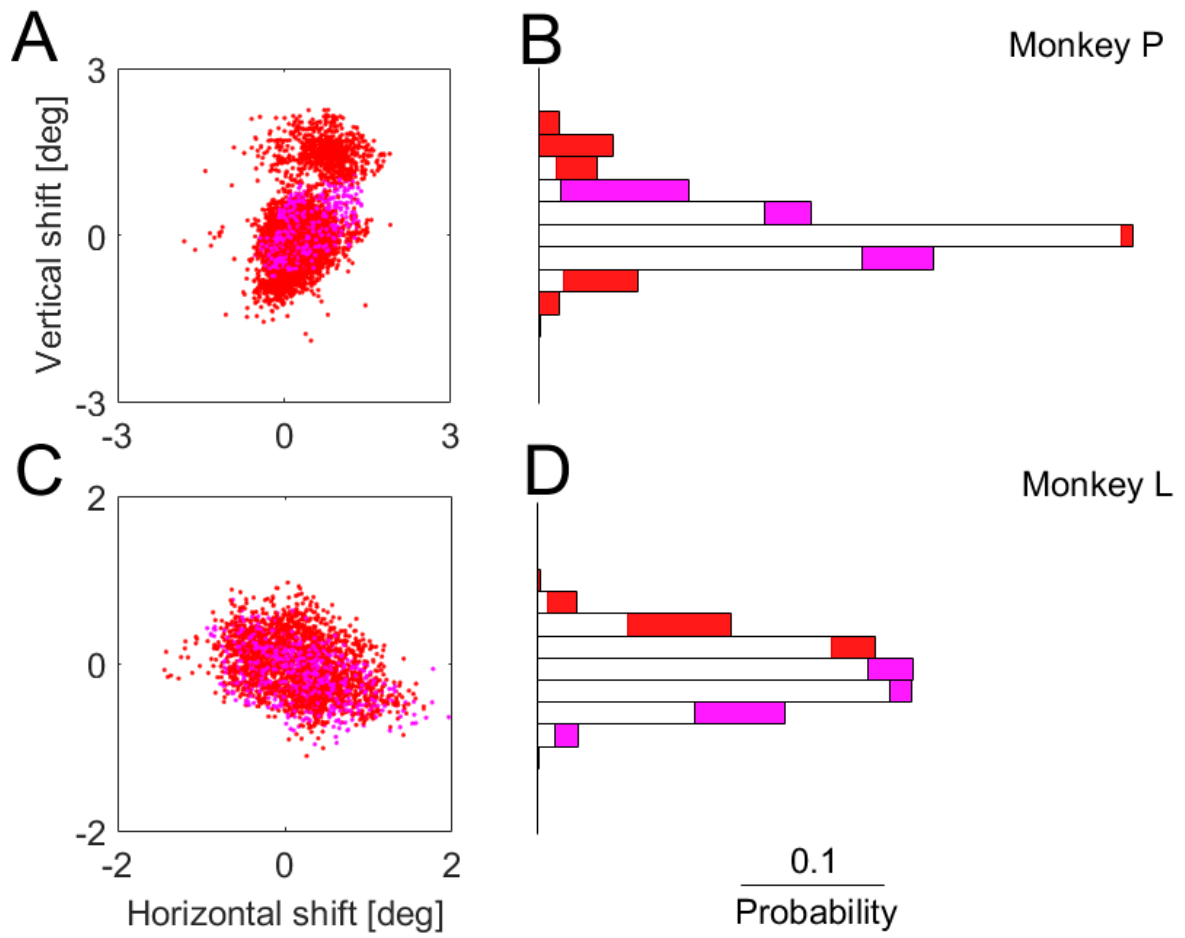 A
B
Monkey P
3
0
-3
Vertical shift [deg]
-3
0
3
C
D
Monkey L
2
0
-2
-2
0
2
Horizontal shift [deg]
0.1
Probability